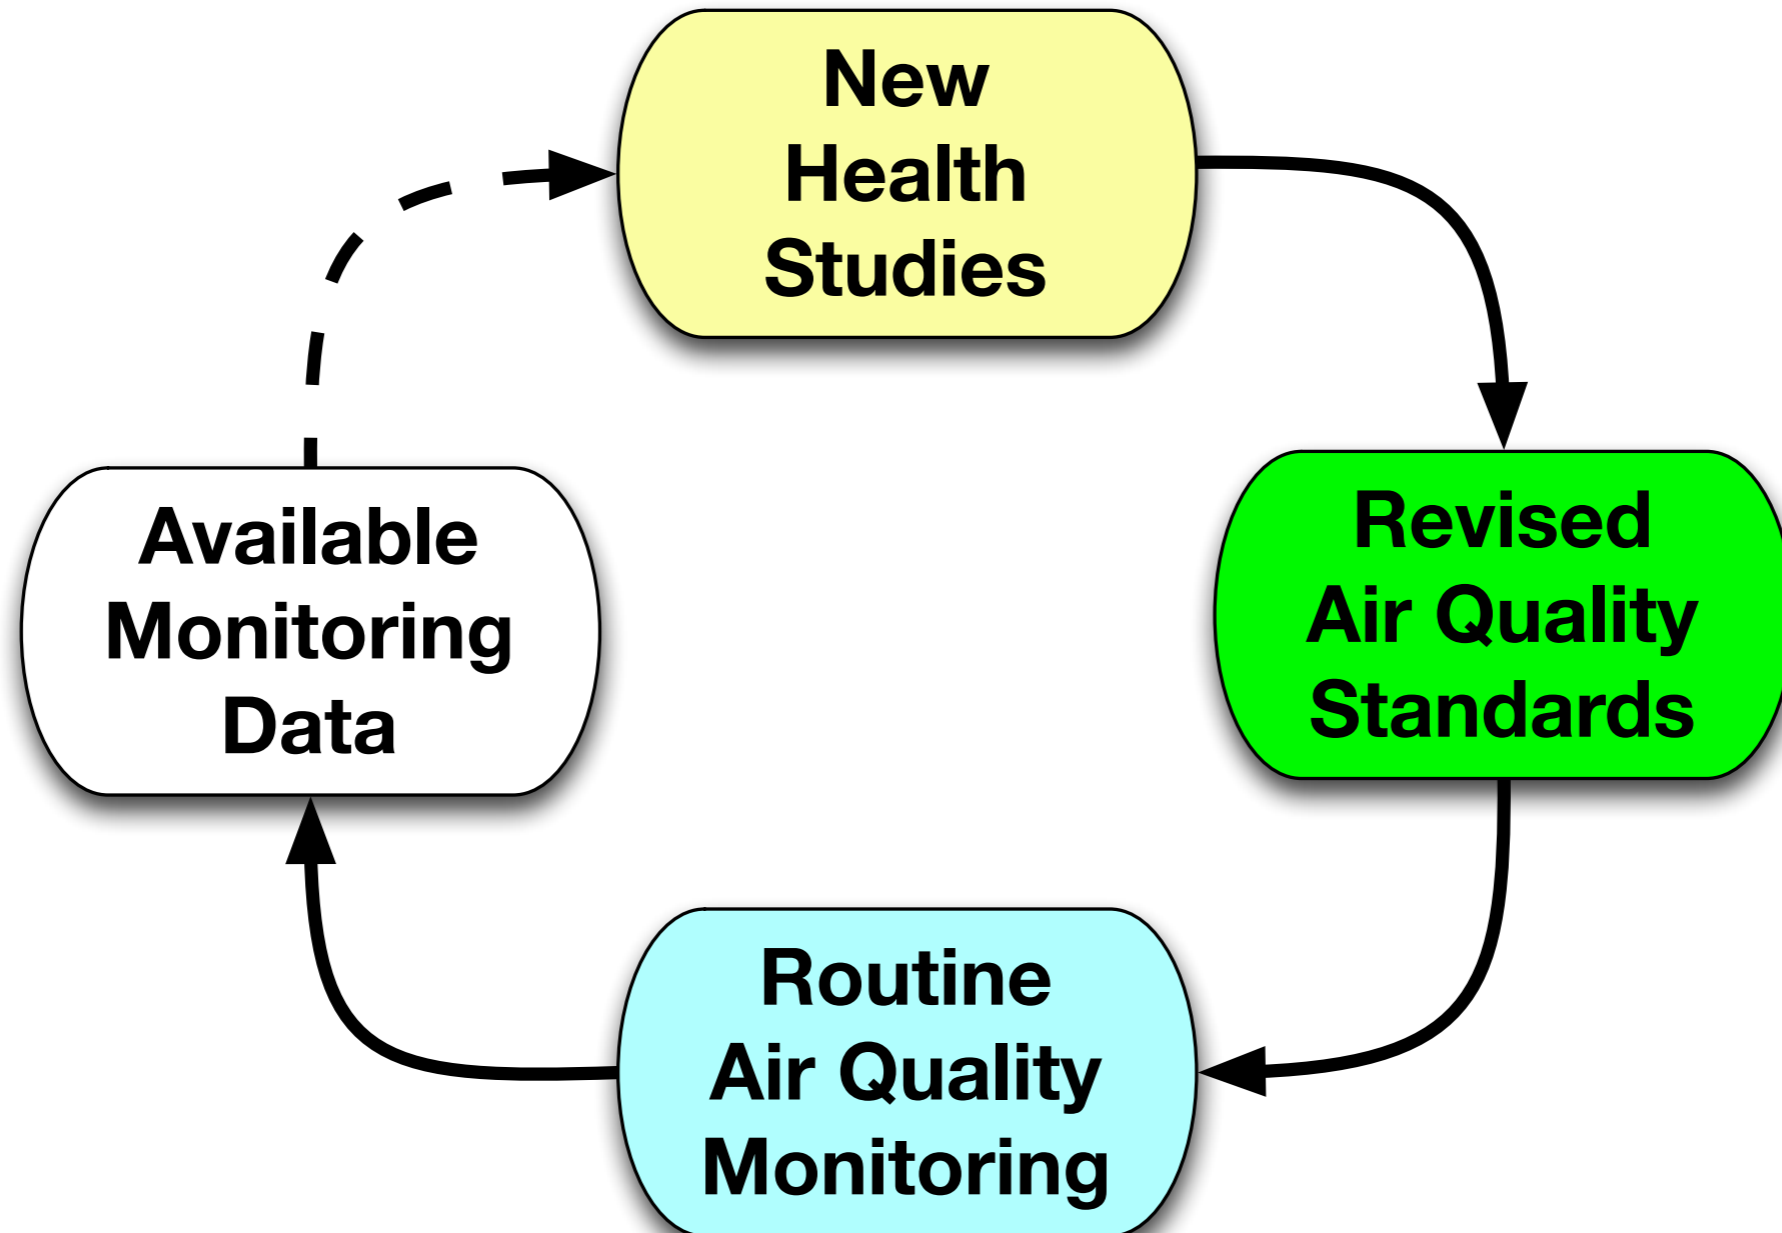 New
Health
Studies
Revised
Air Quality
Standards
Routine
Air Quality
Monitoring
Available
Monitoring
Data